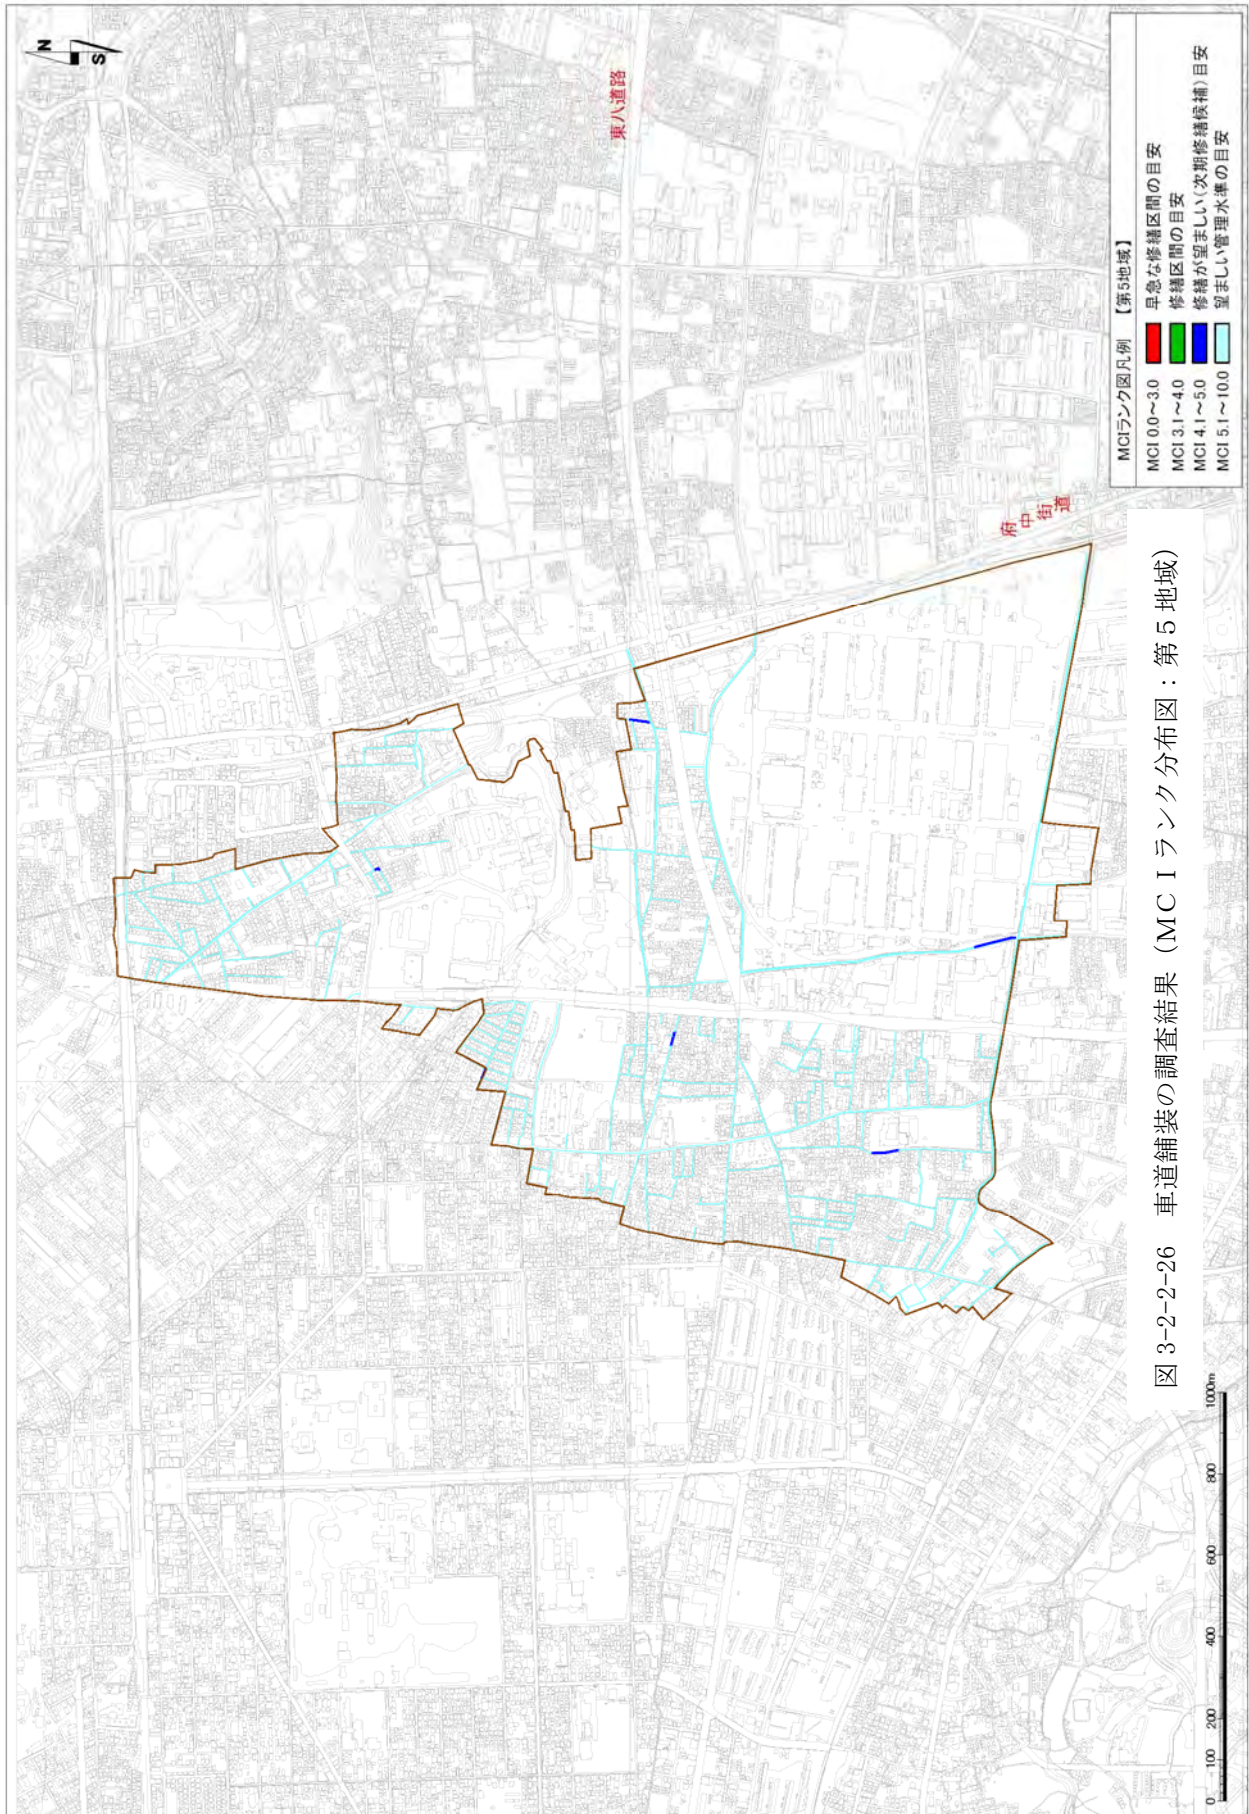 N
S
東八道路
府中街道
MCIランク図凡例 【第5地域】
MCI 0.0～3.0 早急な修繕区間の目安
MCI 3.1～4.0 修繕区間の目安
MCI 4.1～5.0 修繕が望ましい(次期修繕候補)目安
MCI 5.1～10.0 望ましい管理水準の目安
0 100 200 400 600 800 1000m
図 3-2-2-26 車道舗装の調査結果（MCIランク分布図：第5地域）